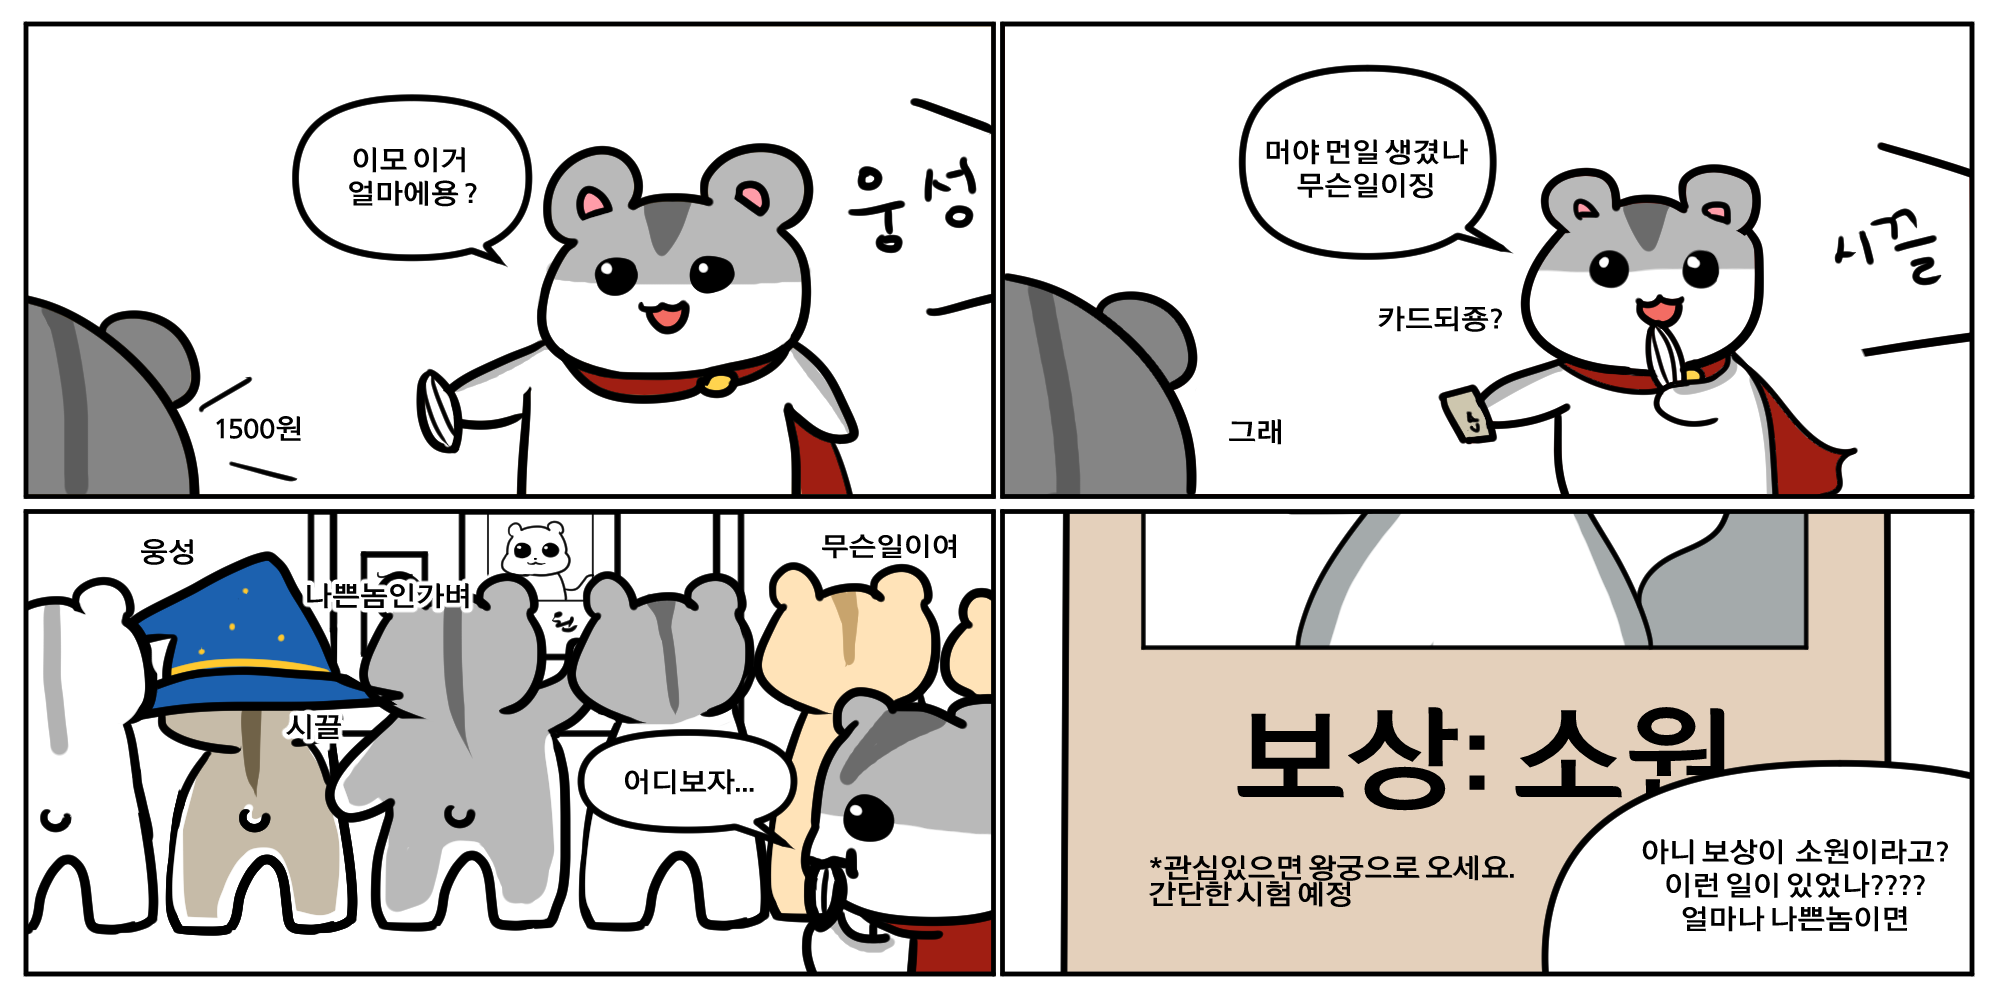 이모 이거
얼마에용?
웅성
1500원
머야 먼일 생겼나
무슨일이징
시끌
카드되죵?
그래
웅성
무슨일이여
나쁜놈인가벼
원
시끌
어디보자...
보상: 소원
*관심있으면 왕궁으로 오세요.
간단한 시험 예정
아니 보상이 소원이라고?
이런 일이 있었나????
얼마나 나쁜놈이면